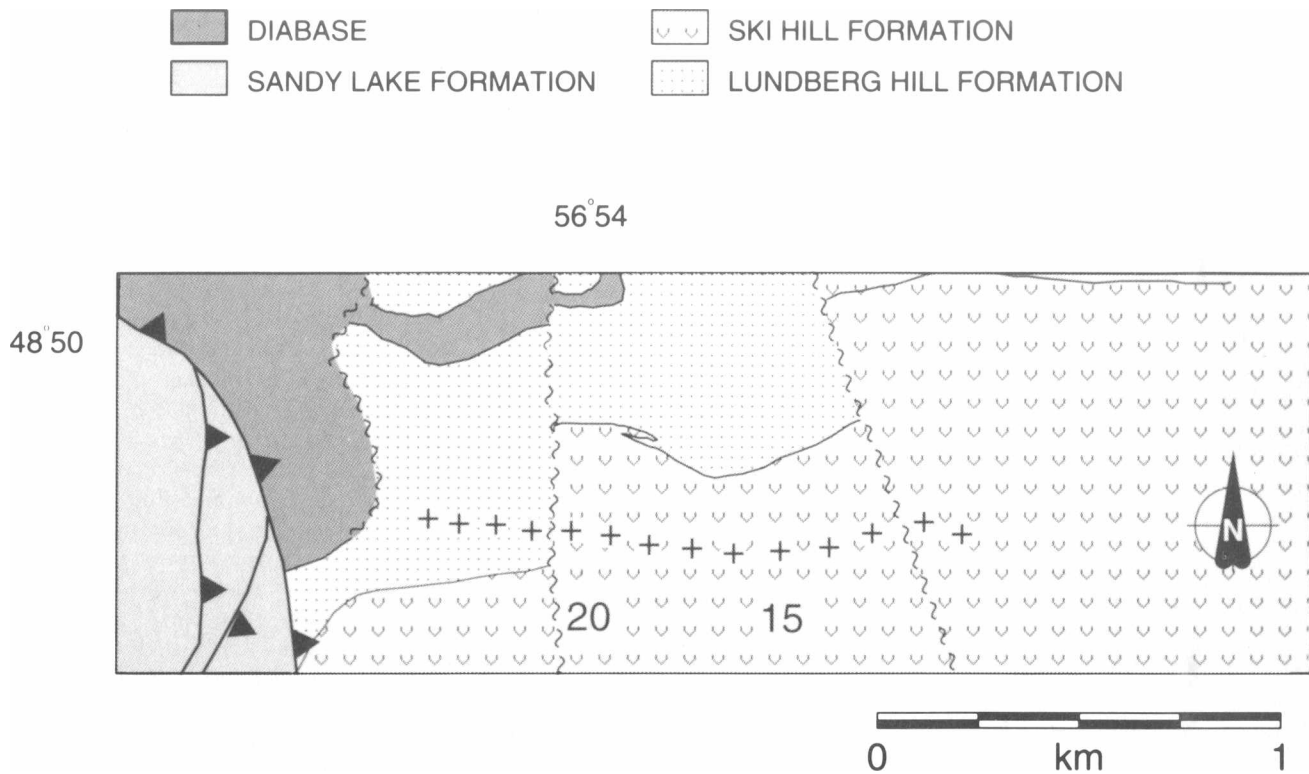 DIABASE SKI HILL FORMATION
SANDY LAKE FORMATION LUNDBERG HILL FORMATION
56°54
48°50
N
20 15
0 km 1